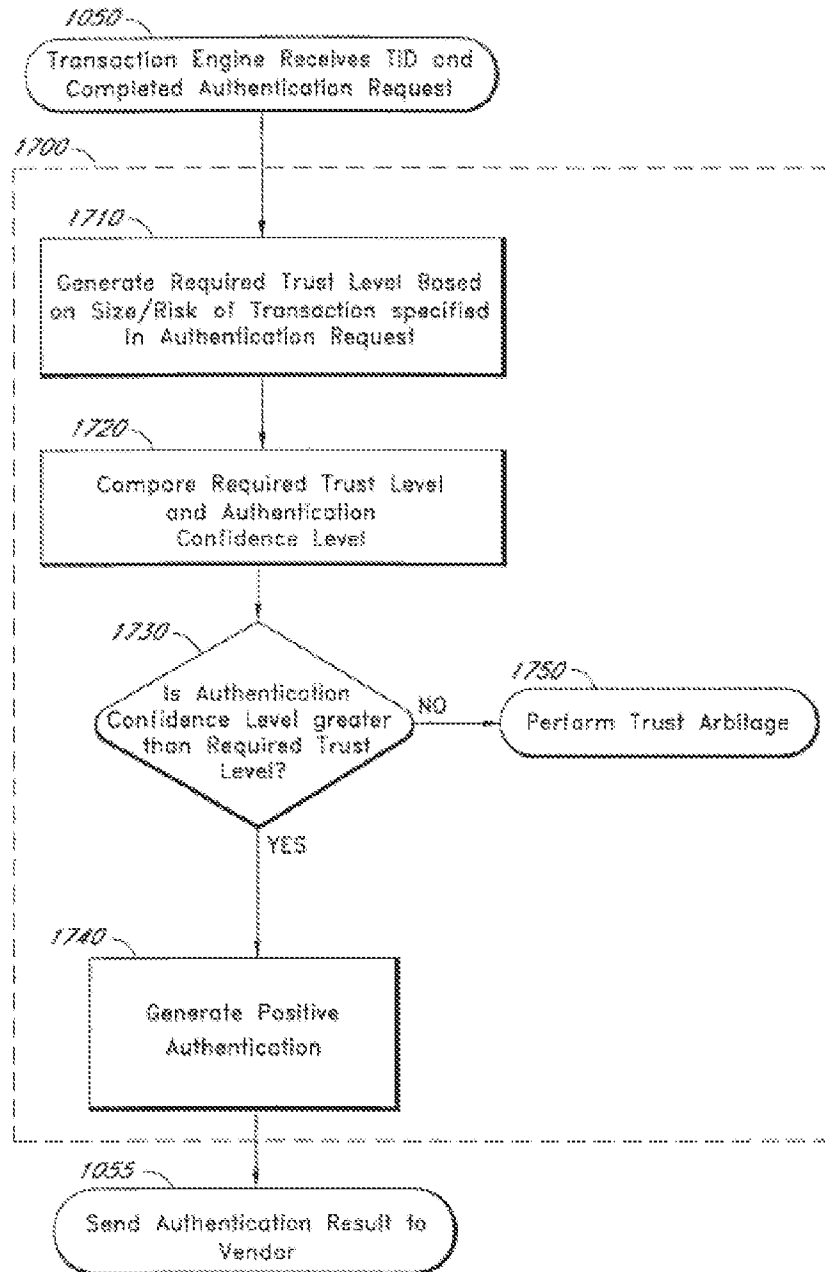 1050
Transaction Engine Receives TID and
Completed Authentication Request
1700
1710
Generate Required Trust Level Based
on Size/Risk of Transaction specified
in Authentication Request
1720
Compare Required Trust Level
and Authentication
Confidence Level
1730
Is Authentication
Confidence Level greater
than Required Trust
Level?
NO
1750
Perform Trust Arbitage
YES
1740
Generate Positive
Authentication
1055
Send Authentication Result to
Vendor